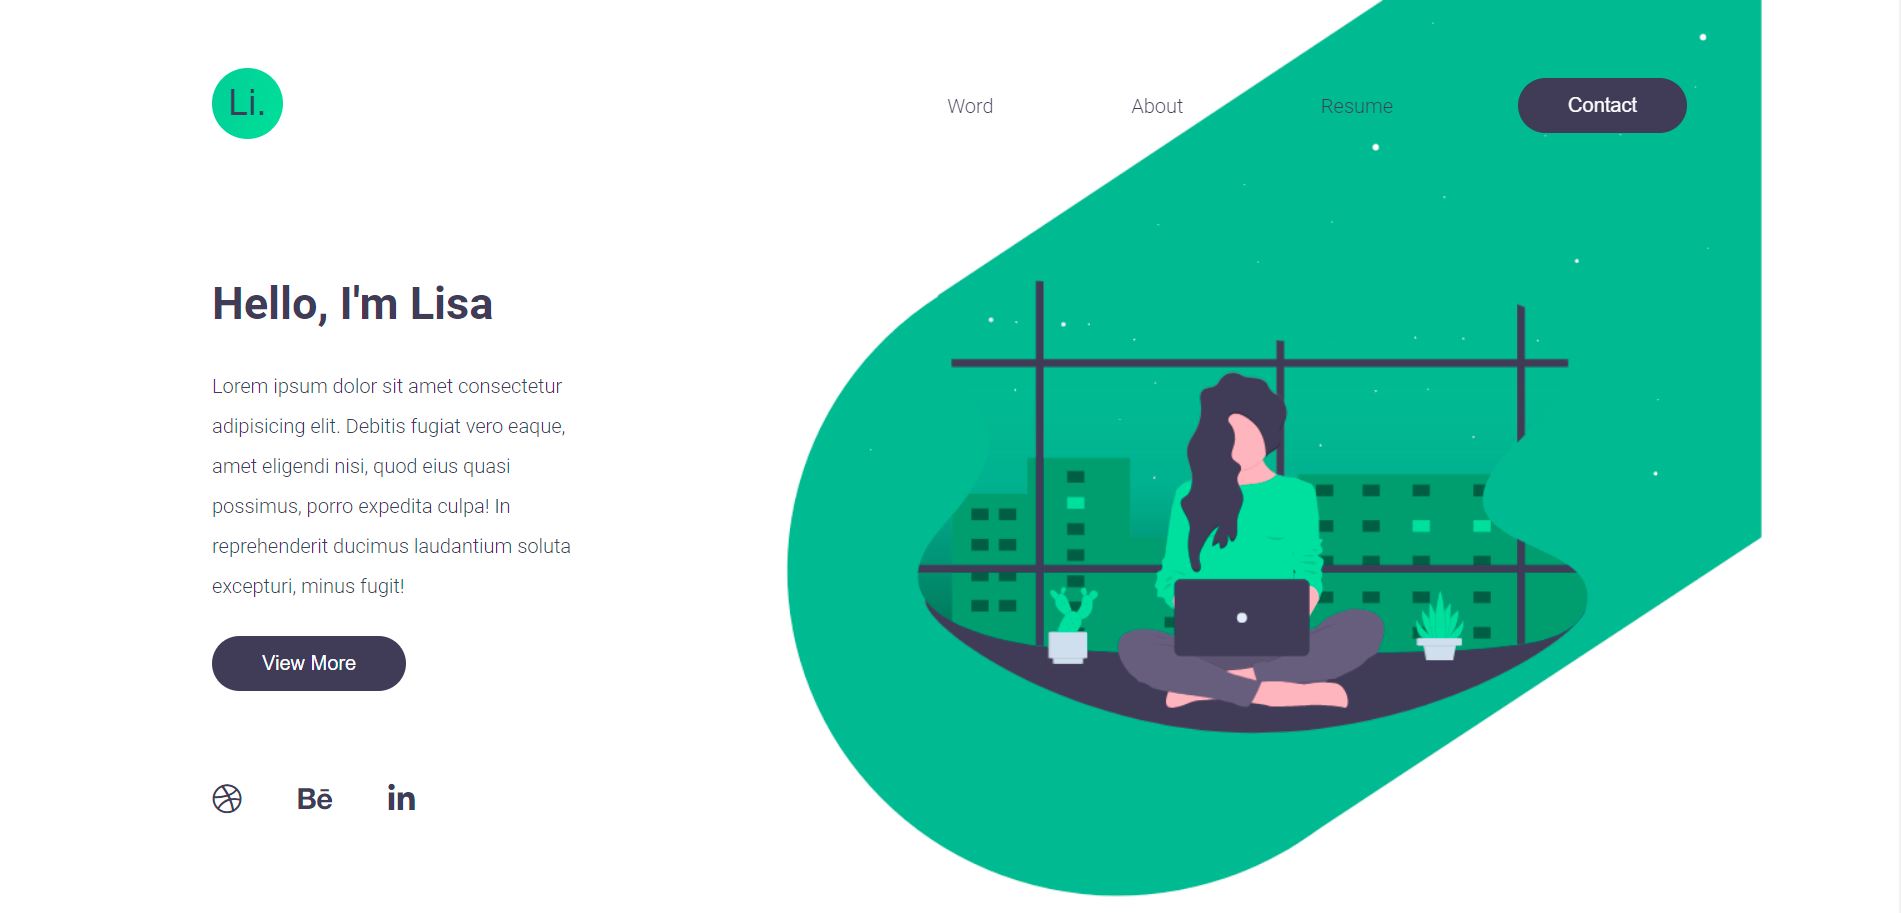 Li.
Word
About
Resume
Contact
Hello, I'm Lisa
Lorem ipsum dolor sit amet consectetur
adipisicing elit. Debitis fugiat vero eaque,
amet eligendi nisi, quod eius quasi
possimus, porro expedita culpa! In
reprehenderit ducimus laudantium soluta
excepturi, minus fugit!
View More
Bē
in